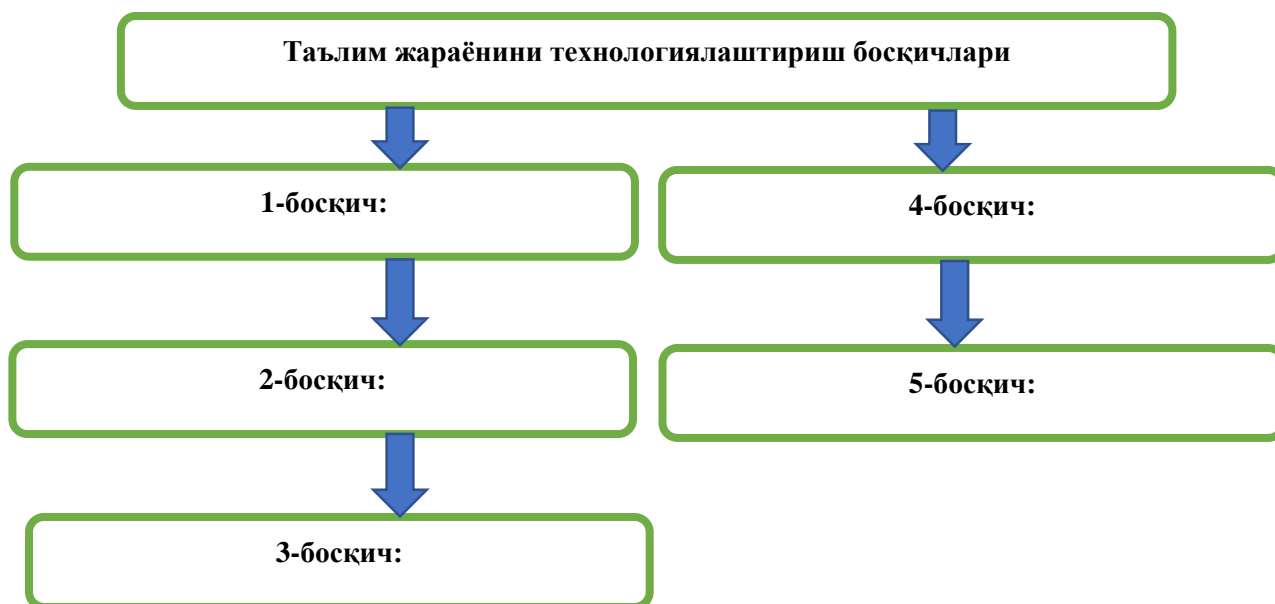 Таълим жараёнини технологиялаштириш босқичлари
1-босқич:
2-босқич:
3-босқич:
4-босқич:
5-босқич: